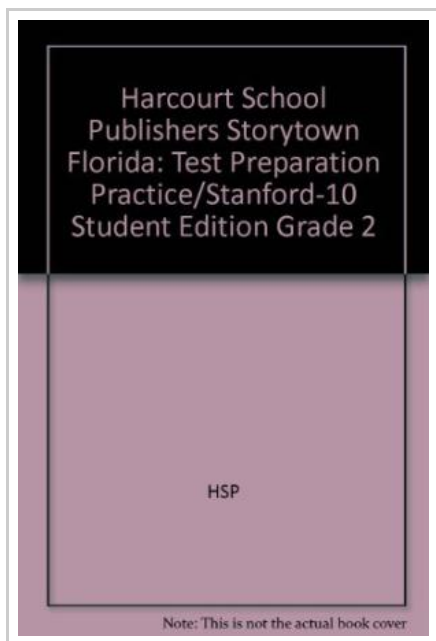 Harcourt School
Publishers Storytown
Florida: Test Preparation
Practice/Stanford-10
Student Edition Grade 2
HSP
Note: This is not the actual book cover